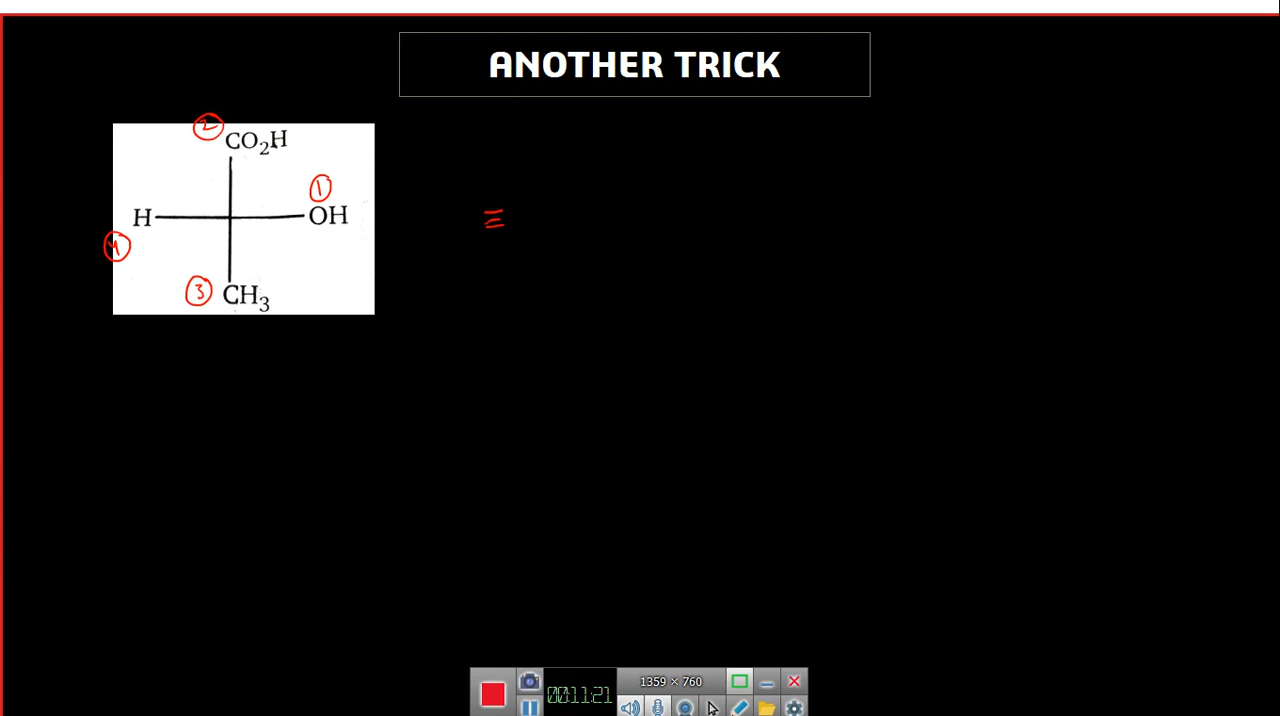 ANOTHER TRICK
②
CO₂H
①
H OH
④
③ CH₃
≡
00:11:21
1359 × 760